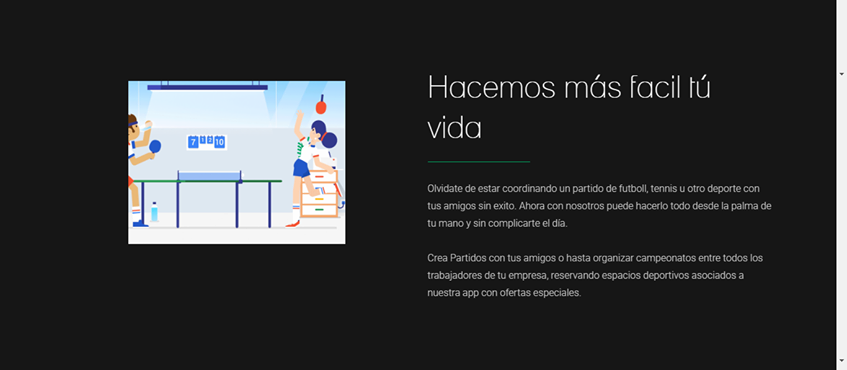 7 1 2 10
Hacemos más facil tú
vida
Olvidate de estar coordinando un partido de futboll, tennis u otro deporte con
tus amigos sin exito. Ahora con nosotros puede hacerlo todo desde la palma de
tu mano y sin complicarte el día.
Crea Partidos con tus amigos o hasta organizar campeonatos entre todos los
trabajadores de tu empresa, reservando espacios deportivos asociados a
nuestra app con ofertas especiales.